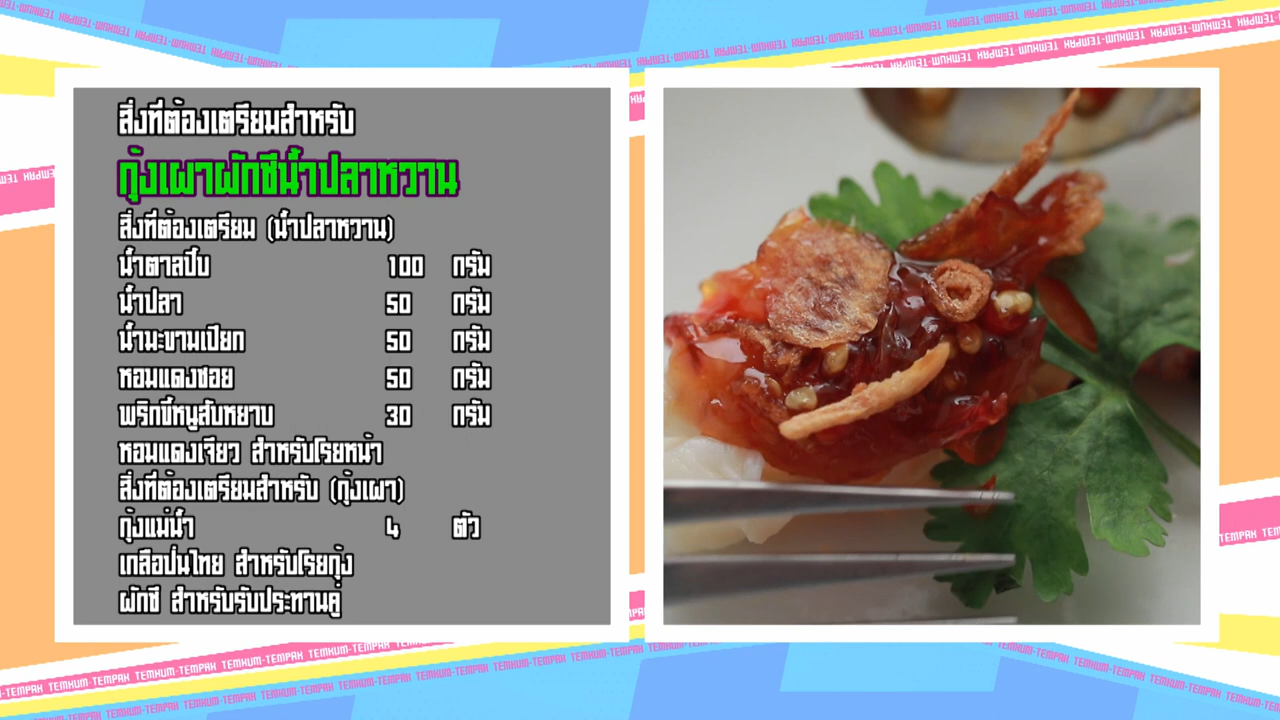 สิ่งที่ต้องเตรียมสำหรับ
กุ้งเผาผักชีน้ำปลาหวาน
สิ่งที่ต้องเตรียม (น้ำปลาหวาน)
น้ำตาลปี๊บ 100 กรัม
น้ำปลา 50 กรัม
น้ำมะขามเปียก 50 กรัม
หอมแดงซอย 50 กรัม
พริกขี้หนูสับหยาบ 30 กรัม
หอมแดงเจียว สำหรับโรยหน้า
สิ่งที่ต้องเตรียมสำหรับ (กุ้งเผา)
กุ้งแม่น้ำ 4 ตัว
เกลือป่นไทย สำหรับโรยกุ้ง
ผักชี สำหรับรับประทานคู่
TEMKUM-TEMPAK TEMKUM-TEMPAK TEMKUM-TEMPAK